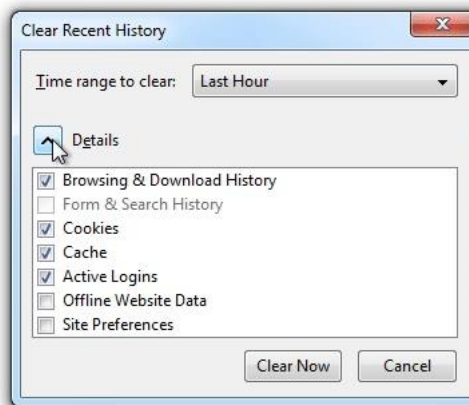 Clear Recent History
Time range to clear: Last Hour
Details
Browsing & Download History
Form & Search History
Cookies
Cache
Active Logins
Offline Website Data
Site Preferences
Clear Now Cancel